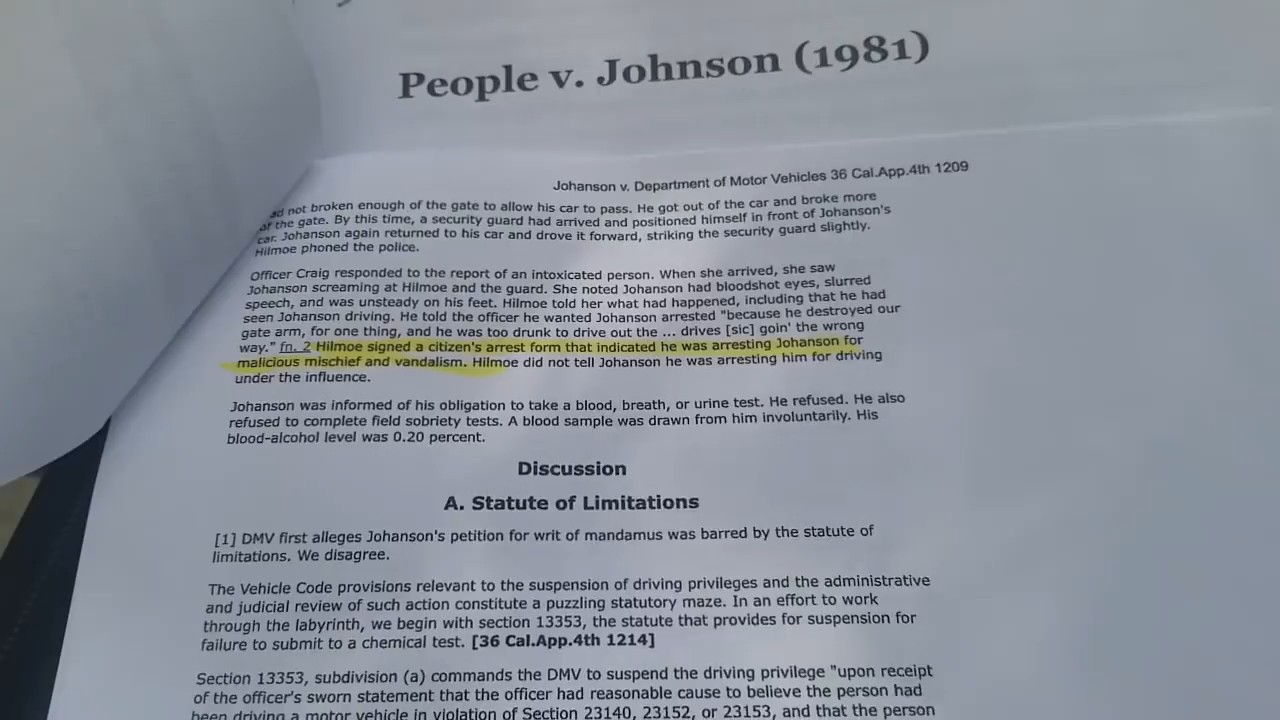 People v. Johnson (1981)
Johanson v. Department of Motor Vehicles 36 Cal.App.4th 1209
ad not broken enough of the gate to allow his car to pass. He got out of the car and broke more
of the gate. By this time, a security guard had arrived and positioned himself in front of Johanson's
car. Johanson again returned to his car and drove it forward, striking the security guard slightly.
Hilmoe phoned the police.
Officer Craig responded to the report of an intoxicated person. When she arrived, she saw
Johanson screaming at Hilmoe and the guard. She noted Johanson had bloodshot eyes, slurred
speech, and was unsteady on his feet. Hilmoe told her what had happened, including that he had
seen Johanson driving. He told the officer he wanted Johanson arrested "because he destroyed our
gate arm, for one thing, and he was too drunk to drive out the ... drives [sic] goin' the wrong
way." fn. 2 Hilmoe signed a citizen's arrest form that indicated he was arresting Johanson for
malicious mischief and vandalism. Hilmoe did not tell Johanson he was arresting him for driving
under the influence.
Johanson was informed of his obligation to take a blood, breath, or urine test. He refused. He also
refused to complete field sobriety tests. A blood sample was drawn from him involuntarily. His
blood-alcohol level was 0.20 percent.
Discussion
A. Statute of Limitations
[1] DMV first alleges Johanson's petition for writ of mandamus was barred by the statute of
limitations. We disagree.
The Vehicle Code provisions relevant to the suspension of driving privileges and the administrative
and judicial review of such action constitute a puzzling statutory maze. In an effort to work
through the labyrinth, we begin with section 13353, the statute that provides for suspension for
failure to submit to a chemical test. [36 Cal.App.4th 1214]
Section 13353, subdivision (a) commands the DMV to suspend the driving privilege "upon receipt
of the officer's sworn statement that the officer had reasonable cause to believe the person had
been driving a motor vehicle in violation of Section 23140, 23152, or 23153, and that the person